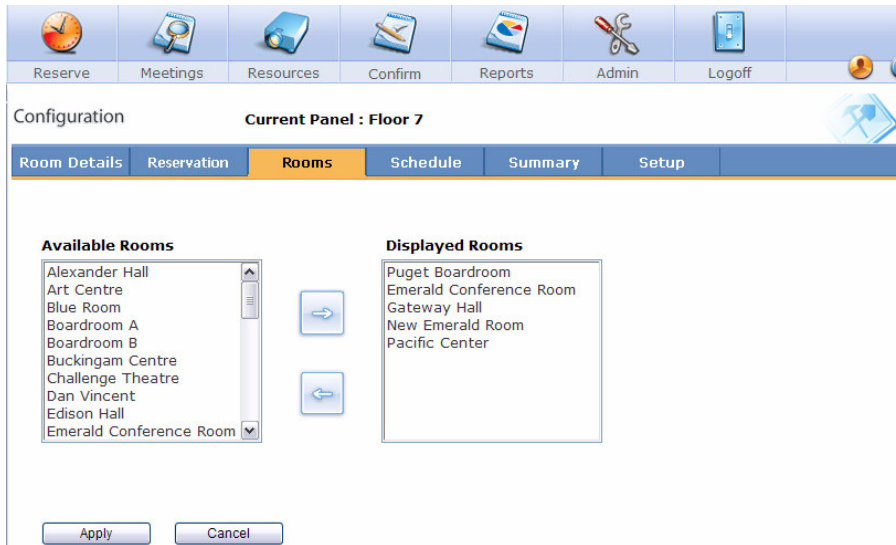 Reserve Meetings Resources Confirm Reports Admin Logoff
Configuration Current Panel : Floor 7
Room Details Reservation Rooms Schedule Summary Setup
Available Rooms
Alexander Hall
Art Centre
Blue Room
Boardroom A
Boardroom B
Buckingam Centre
Challenge Theatre
Dan Vincent
Edison Hall
Emerald Conference Room
Displayed Rooms
Puget Boardroom
Emerald Conference Room
Gateway Hall
New Emerald Room
Pacific Center
Apply Cancel